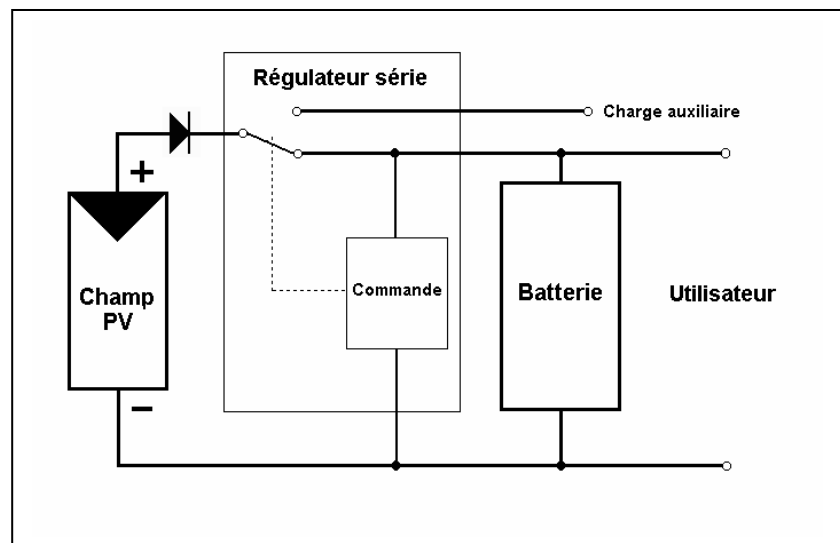 Régulateur série
Charge auxiliaire
+
Champ
PV
Commande
Batterie
Utilisateur
−